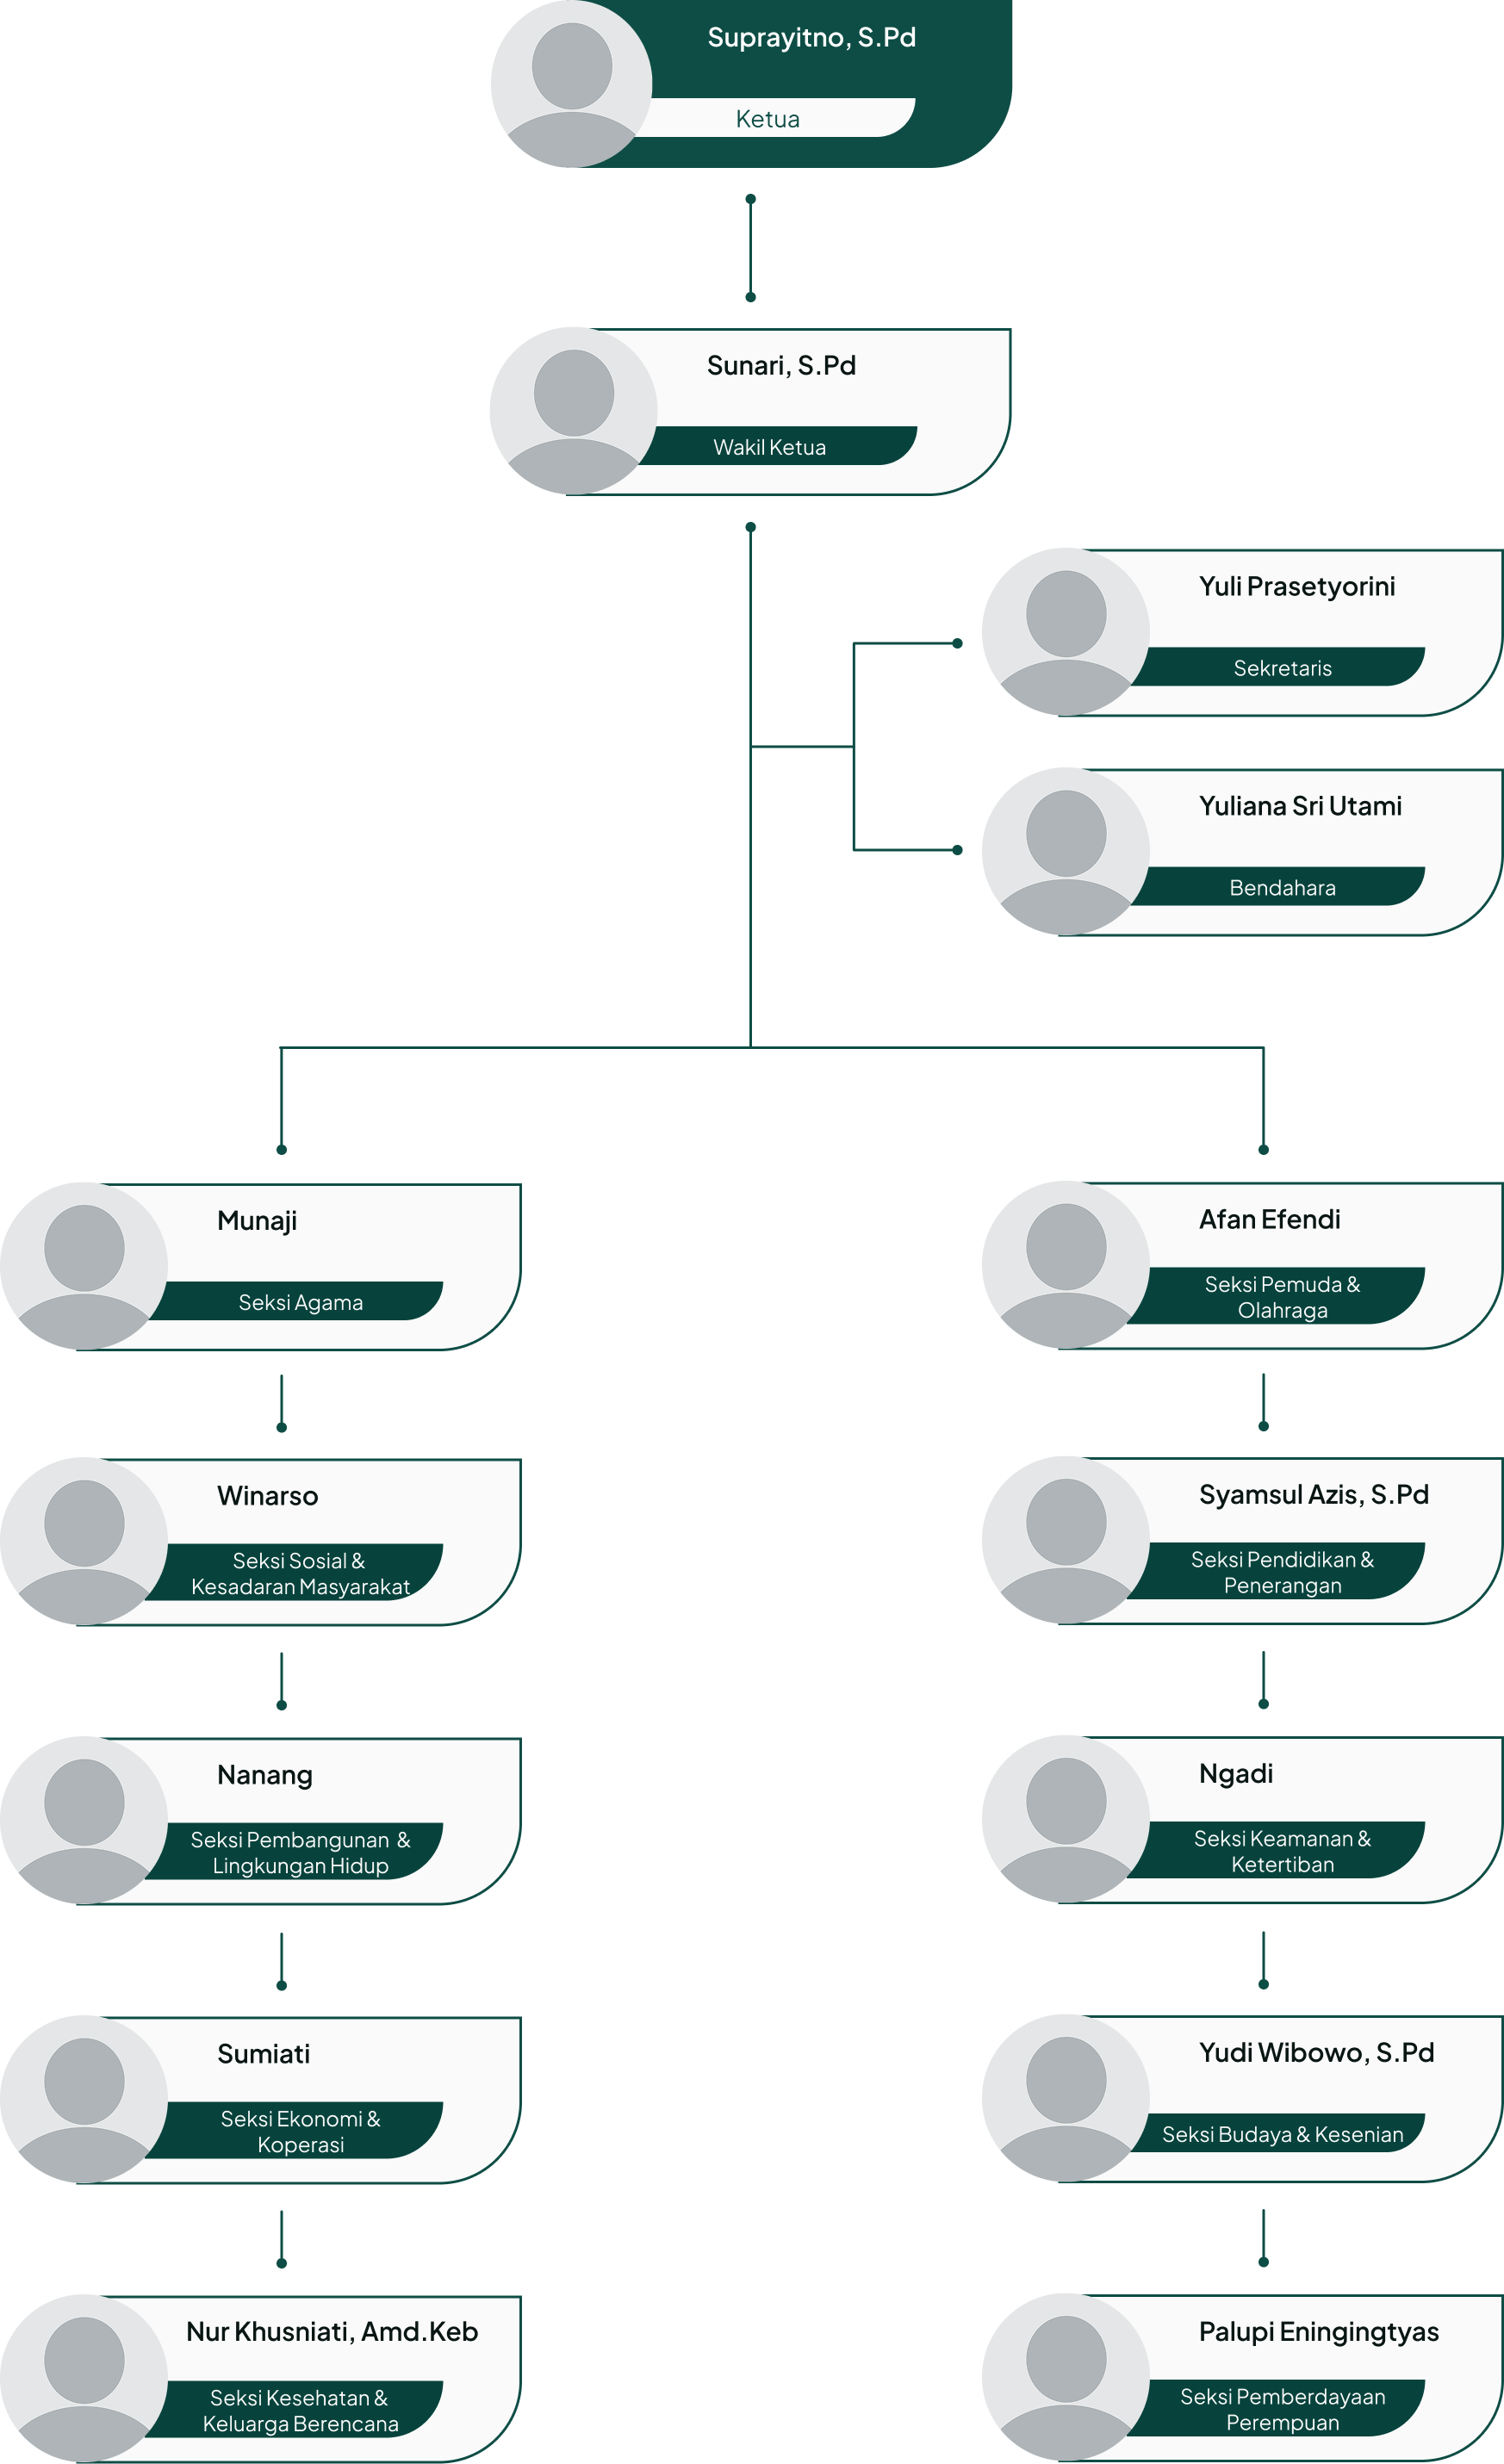 Suprayitno, S.Pd
Ketua
Sunari, S.Pd
Wakil Ketua
Yuli Prasetyorini
Sekretaris
Yuliana Sri Utami
Bendahara
Munaji
Seksi Agama
Afan Efendi
Seksi Pemuda &
Olahraga
Winarso
Seksi Sosial &
Kesadaran Masyarakat
Syamsul Azis, S.Pd
Seksi Pendidikan &
Penerangan
Nanang
Seksi Pembangunan &
Lingkungan Hidup
Ngadi
Seksi Keamanan &
Ketertiban
Sumiati
Seksi Ekonomi &
Koperasi
Yudi Wibowo, S.Pd
Seksi Budaya & Kesenian
Nur Khusniati, Amd.Keb
Seksi Kesehatan &
Keluarga Berencana
Palupi Eningingtyas
Seksi Pemberdayaan
Perempuan